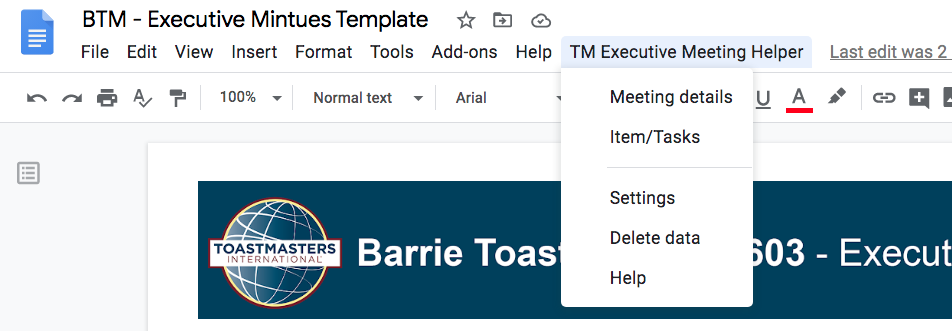 BTM - Executive Mintues Template
File Edit View Insert Format Tools Add-ons Help TM Executive Meeting Helper Last edit was 2
100% Normal text Arial U A
Meeting details
Item/Tasks
Settings
Delete data
Help
TOASTMASTERS
INTERNATIONAL
Barrie Toast 603 - Execut